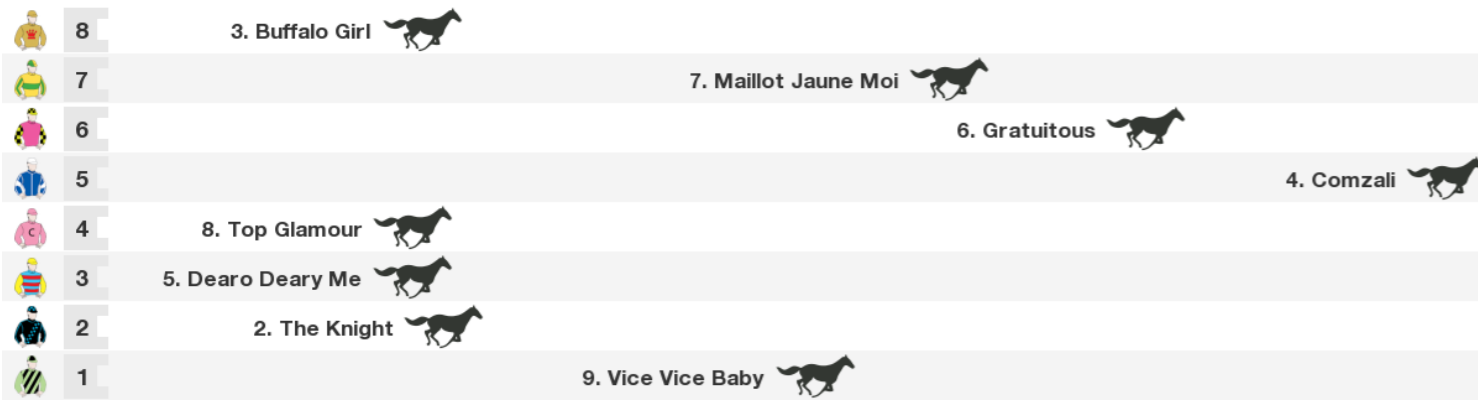 8 3. Buffalo Girl
7 7. Maillot Jaune Moi
6 6. Gratuitous
5 4. Comzali
C 4 8. Top Glamour
3 5. Dearo Deary Me
2 2. The Knight
1 9. Vice Vice Baby